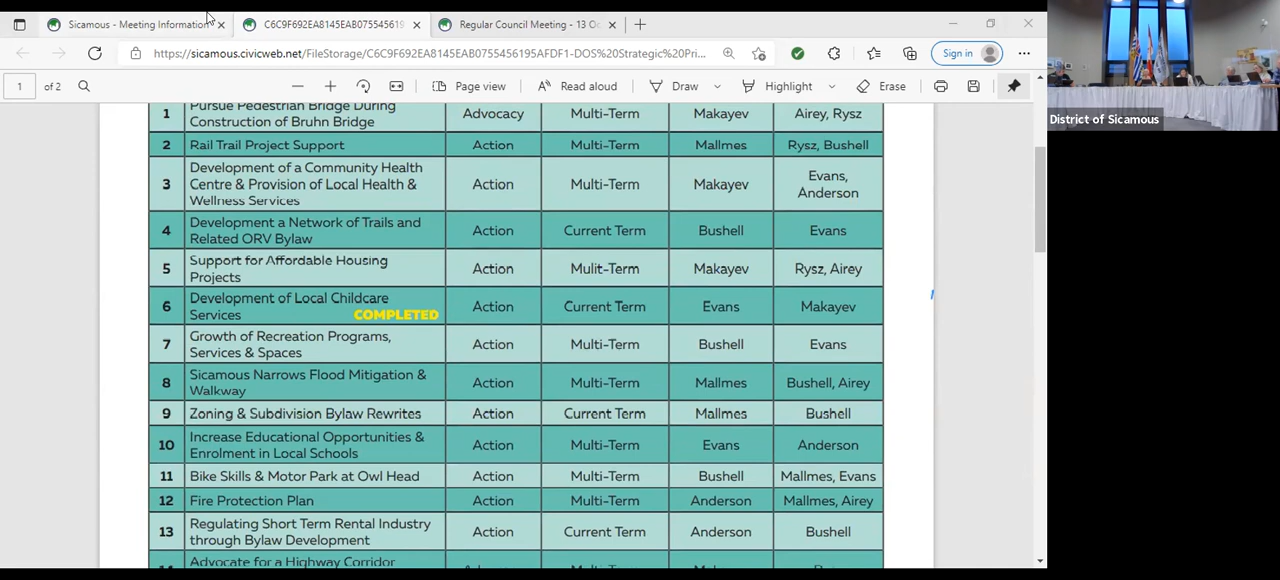 Sicamous - Meeting Information
C6C9F692EA8145EAB075545619
Regular Council Meeting - 13 Oc
https://sicamous.civicweb.net/FileStorage/C6C9F692EA8145EAB0755456195AFDF1-DOS%20Strategic%20Pri...
Sign in
1 of 2
Page view
Read aloud
Draw
Highlight
Erase
1 Pursue Pedestrian Bridge During Construction of Bruhn Bridge Advocacy Multi-Term Makayev Airey, Rysz
2 Rail Trail Project Support Action Multi-Term Mallmes Rysz, Bushell
3 Development of a Community Health Centre & Provision of Local Health & Wellness Services Action Multi-Term Makayev Evans, Anderson
4 Development a Network of Trails and Related ORV Bylaw Action Current Term Bushell Evans
5 Support for Affordable Housing Projects Action Mulit-Term Makayev Rysz, Airey
6 Development of Local Childcare Services COMPLETED Action Current Term Evans Makayev
7 Growth of Recreation Programs, Services & Spaces Action Multi-Term Bushell Evans
8 Sicamous Narrows Flood Mitigation & Walkway Action Multi-Term Mallmes Bushell, Airey
9 Zoning & Subdivision Bylaw Rewrites Action Current Term Mallmes Bushell
10 Increase Educational Opportunities & Enrolment in Local Schools Action Multi-Term Evans Anderson
11 Bike Skills & Motor Park at Owl Head Action Multi-Term Bushell Mallmes, Evans
12 Fire Protection Plan Action Multi-Term Anderson Mallmes, Airey
13 Regulating Short Term Rental Industry through Bylaw Development Action Current Term Anderson Bushell
Advocate for a Highway Corridor
District of Sicamous